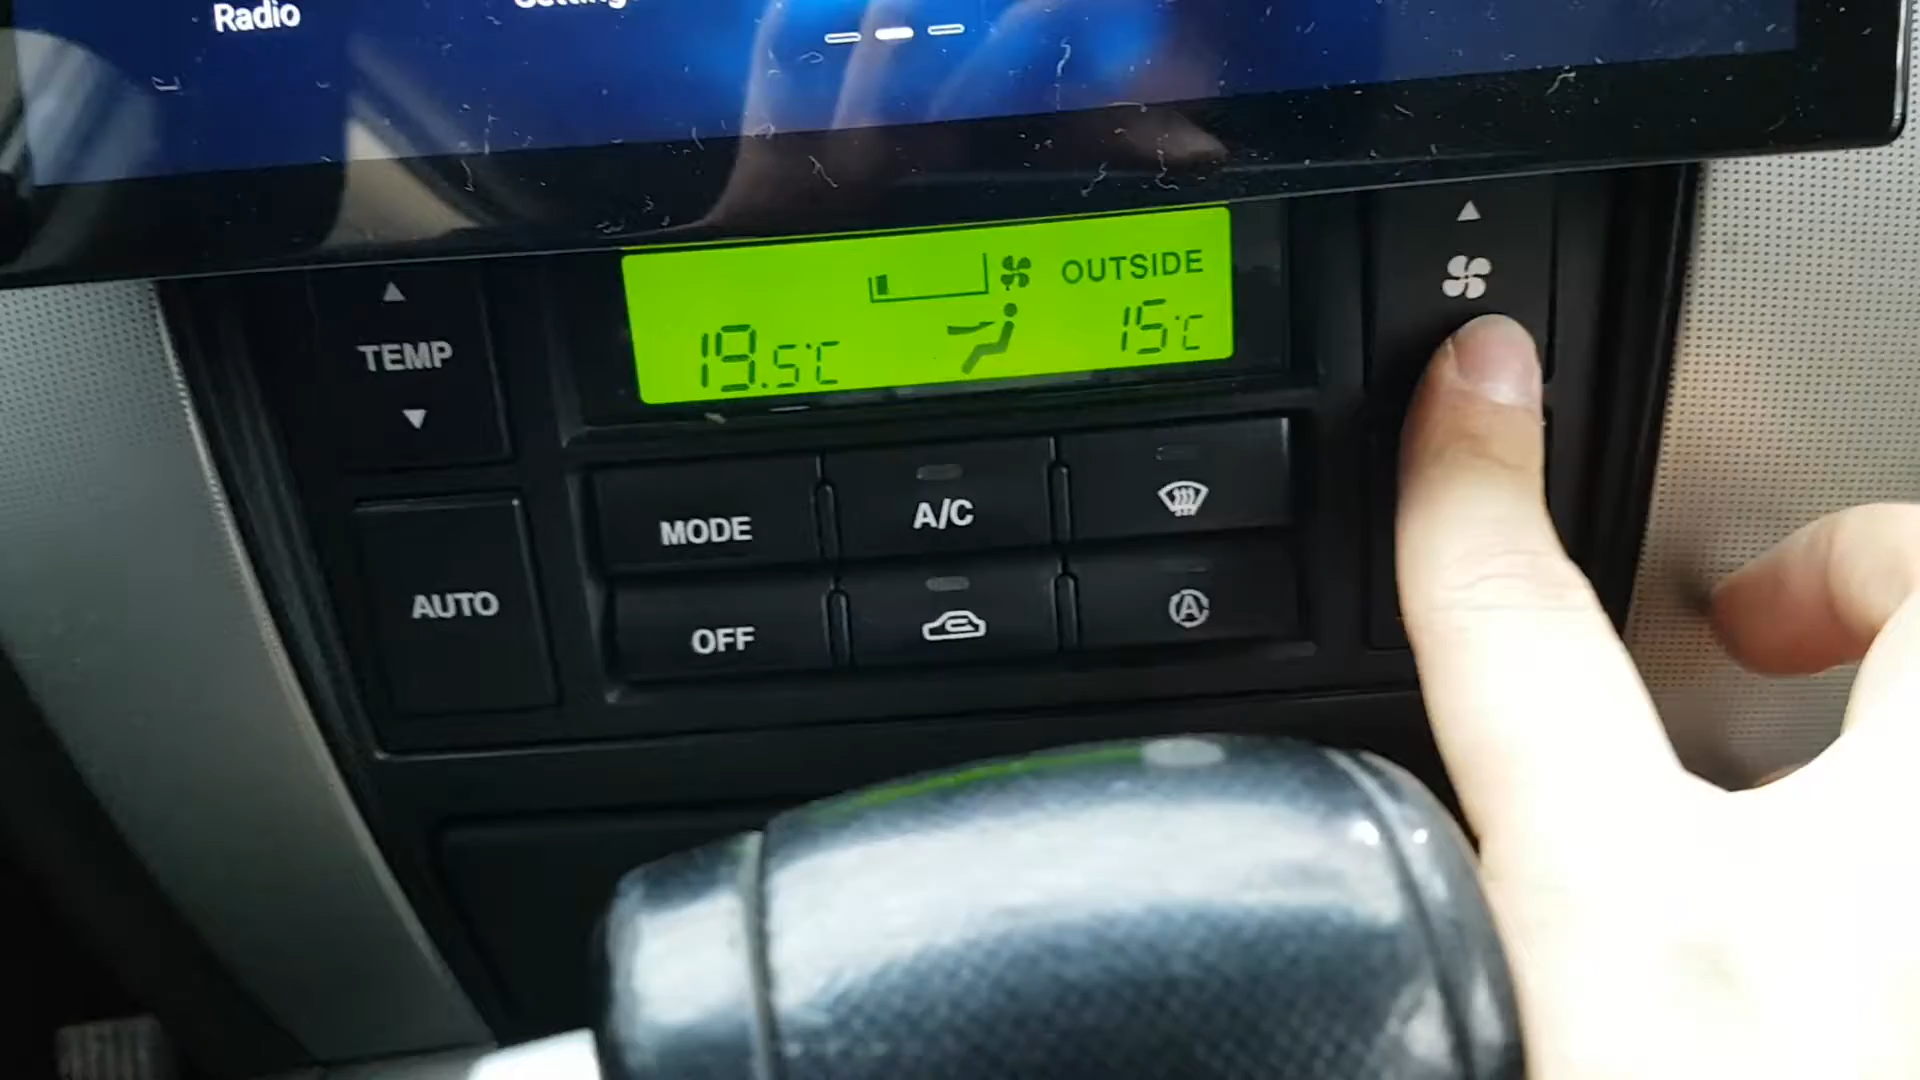 Radio
OUTSIDE
19.5°C
15°C
TEMP
MODE
A/C
AUTO
OFF
A